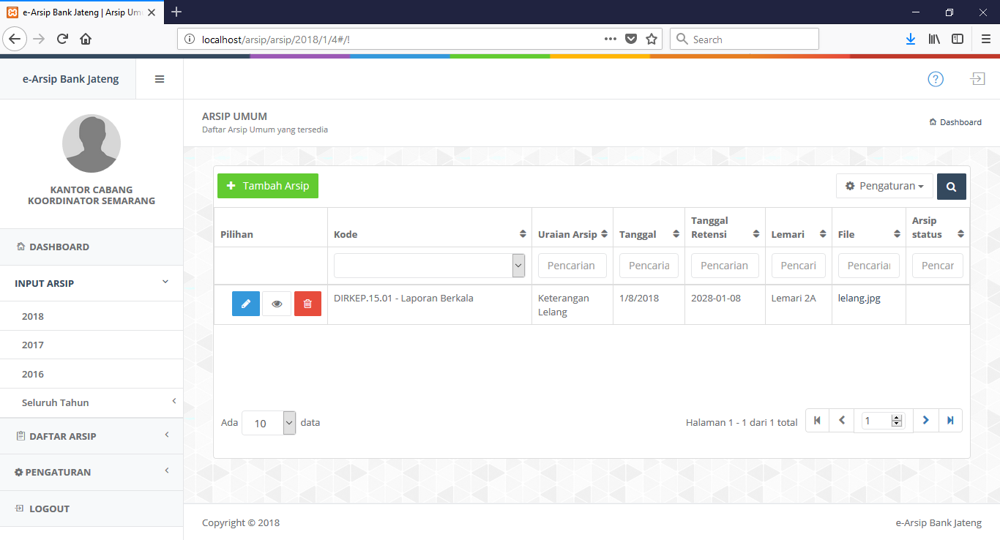 e-Arsip Bank Jateng | Arsip Um
localhost/arsip/arsip/2018/1/4#/!
Search
e-Arsip Bank Jateng
?
KANTOR CABANG
KOORDINATOR SEMARANG
DASHBOARD
INPUT ARSIP
2018
2017
2016
Seluruh Tahun
DAFTAR ARSIP
PENGATURAN
LOGOUT
ARSIP UMUM
Daftar Arsip Umum yang tersedia
Dashboard
Tambah Arsip
Pengaturan
Pilihan
Kode
Uraian Arsip
Tanggal
Tanggal
Retensi
Lemari
File
Arsip
status
Pencarian
Pencaria
Pencarian
Pencari
Pencarian
Pencar
DIRKEP.15.01 - Laporan Berkala
Keterangan
Lelang
1/8/2018
2028-01-08
Lemari 2A
lelang.jpg
Ada 10 data
Halaman 1 - 1 dari 1 total
1
Copyright © 2018
e-Arsip Bank Jateng